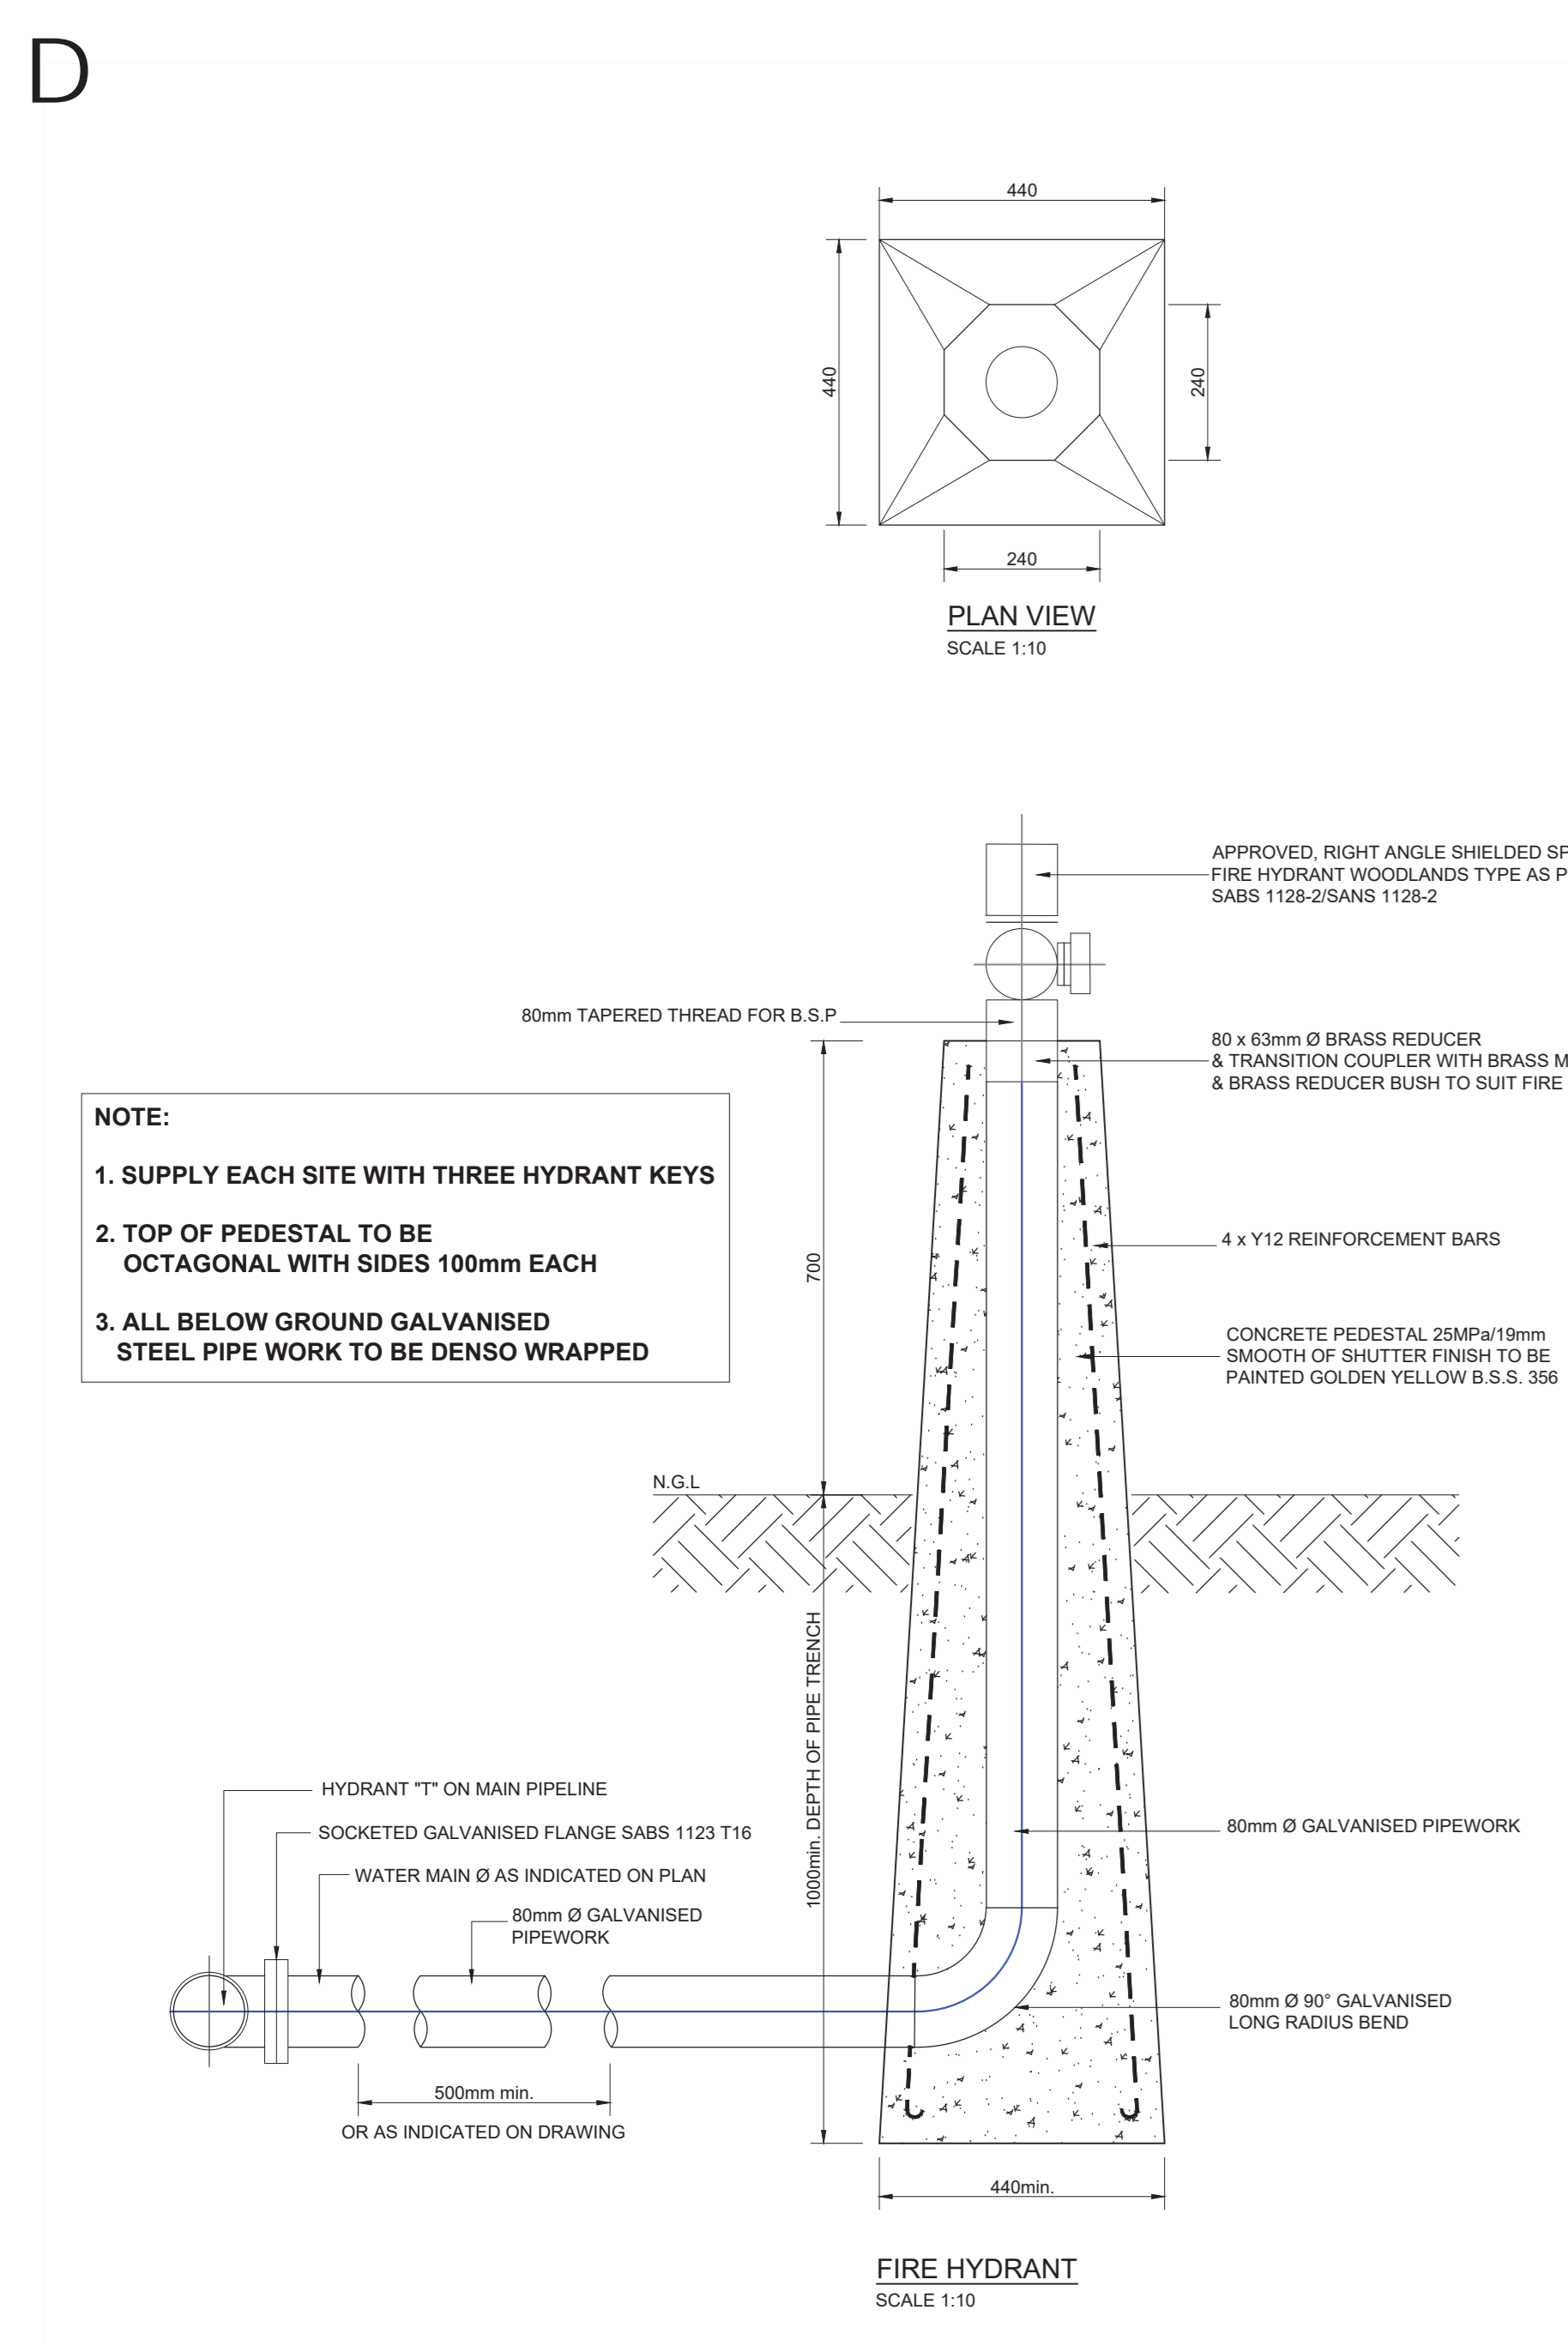 D
440
440
240
240
PLAN VIEW
SCALE 1:10
APPROVED, RIGHT ANGLE SHIELDED
FIRE HYDRANT WOODLANDS TYPE AS
SABS 1128-2/SANS 1128-2
80mm TAPERED THREAD FOR B.S.P
80 x 63mm Ø BRASS REDUCER
& TRANSITION COUPLER WITH BRASS
& BRASS REDUCER BUSH TO SUIT FIRE
NOTE:
1. SUPPLY EACH SITE WITH THREE HYDRANT KEYS
2. TOP OF PEDESTAL TO BE
OCTAGONAL WITH SIDES 100mm EACH
3. ALL BELOW GROUND GALVANISED
STEEL PIPE WORK TO BE DENSO WRAPPED
700
4 x Y12 REINFORCEMENT BARS
CONCRETE PEDESTAL 25MPa/19mm
SMOOTH OF SHUTTER FINISH TO BE
PAINTED GOLDEN YELLOW B.S.S. 356
N.G.L
1000min. DEPTH OF PIPE TRENCH
HYDRANT "T" ON MAIN PIPELINE
SOCKETED GALVANISED FLANGE SABS 1123 T16
WATER MAIN Ø AS INDICATED ON PLAN
80mm Ø GALVANISED
PIPEWORK
80mm Ø GALVANISED PIPEWORK
80mm Ø 90° GALVANISED
LONG RADIUS BEND
500mm min.
OR AS INDICATED ON DRAWING
440min.
FIRE HYDRANT
SCALE 1:10